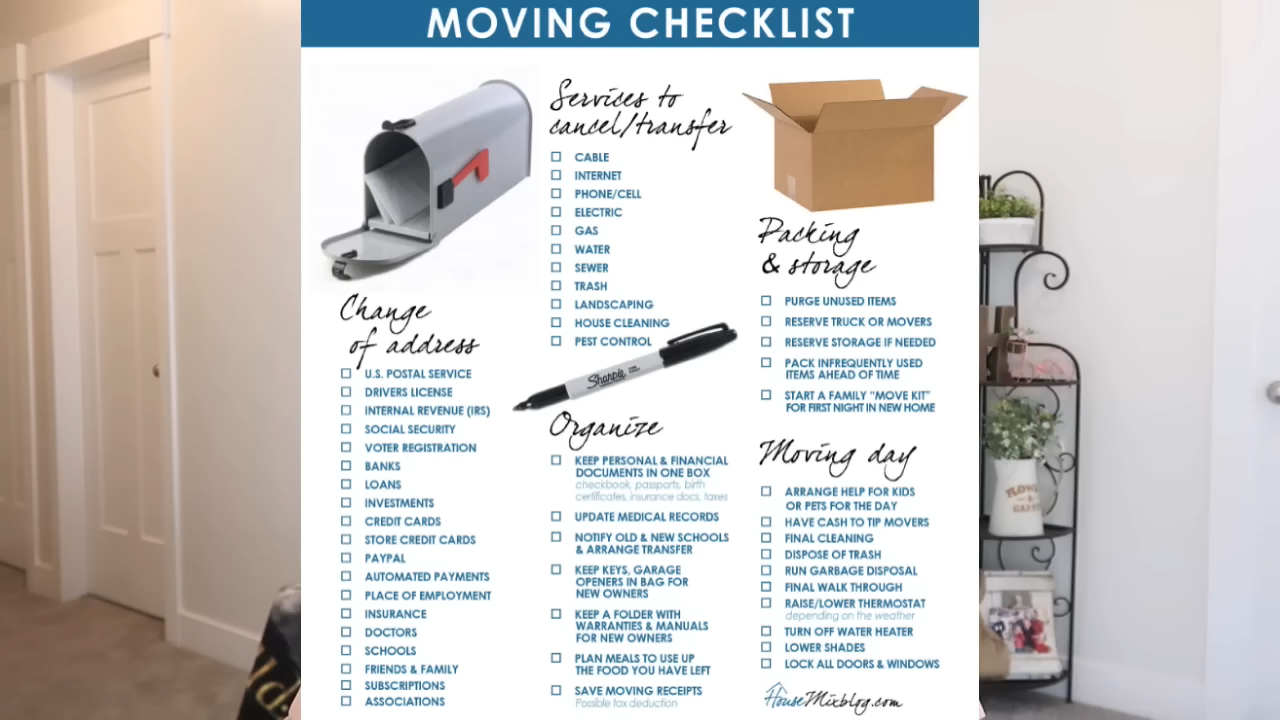 MOVING CHECKLIST
Services to
cancel/transfer
CABLE
INTERNET
PHONE/CELL
ELECTRIC
GAS
WATER
SEWER
TRASH
LANDSCAPING
HOUSE CLEANING
PEST CONTROL
Sharpie
Change
of address
U.S. POSTAL SERVICE
DRIVERS LICENSE
INTERNAL REVENUE (IRS)
SOCIAL SECURITY
VOTER REGISTRATION
BANKS
LOANS
INVESTMENTS
CREDIT CARDS
STORE CREDIT CARDS
PAYPAL
AUTOMATED PAYMENTS
PLACE OF EMPLOYMENT
INSURANCE
DOCTORS
SCHOOLS
FRIENDS & FAMILY
SUBSCRIPTIONS
ASSOCIATIONS
Organize
KEEP PERSONAL & FINANCIAL
DOCUMENTS IN ONE BOX
checkbook, passports, birth
certificates, insurance docs, taxes
UPDATE MEDICAL RECORDS
NOTIFY OLD & NEW SCHOOLS
& ARRANGE TRANSFER
KEEP KEYS, GARAGE
OPENERS IN BAG FOR
NEW OWNERS
KEEP A FOLDER WITH
WARRANTIES & MANUALS
FOR NEW OWNERS
PLAN MEALS TO USE UP
THE FOOD YOU HAVE LEFT
SAVE MOVING RECEIPTS
Possible tax deduction
Packing
& storage
PURGE UNUSED ITEMS
RESERVE TRUCK OR MOVERS
RESERVE STORAGE IF NEEDED
PACK INFREQUENTLY USED
ITEMS AHEAD OF TIME
START A FAMILY “MOVE KIT”
FOR FIRST NIGHT IN NEW HOME
Moving day
ARRANGE HELP FOR KIDS
OR PETS FOR THE DAY
HAVE CASH TO TIP MOVERS
FINAL CLEANING
DISPOSE OF TRASH
RUN GARBAGE DISPOSAL
FINAL WALK THROUGH
RAISE/LOWER THERMOSTAT
depending on the weather
TURN OFF WATER HEATER
LOWER SHADES
LOCK ALL DOORS & WINDOWS
HouseMixblog.com